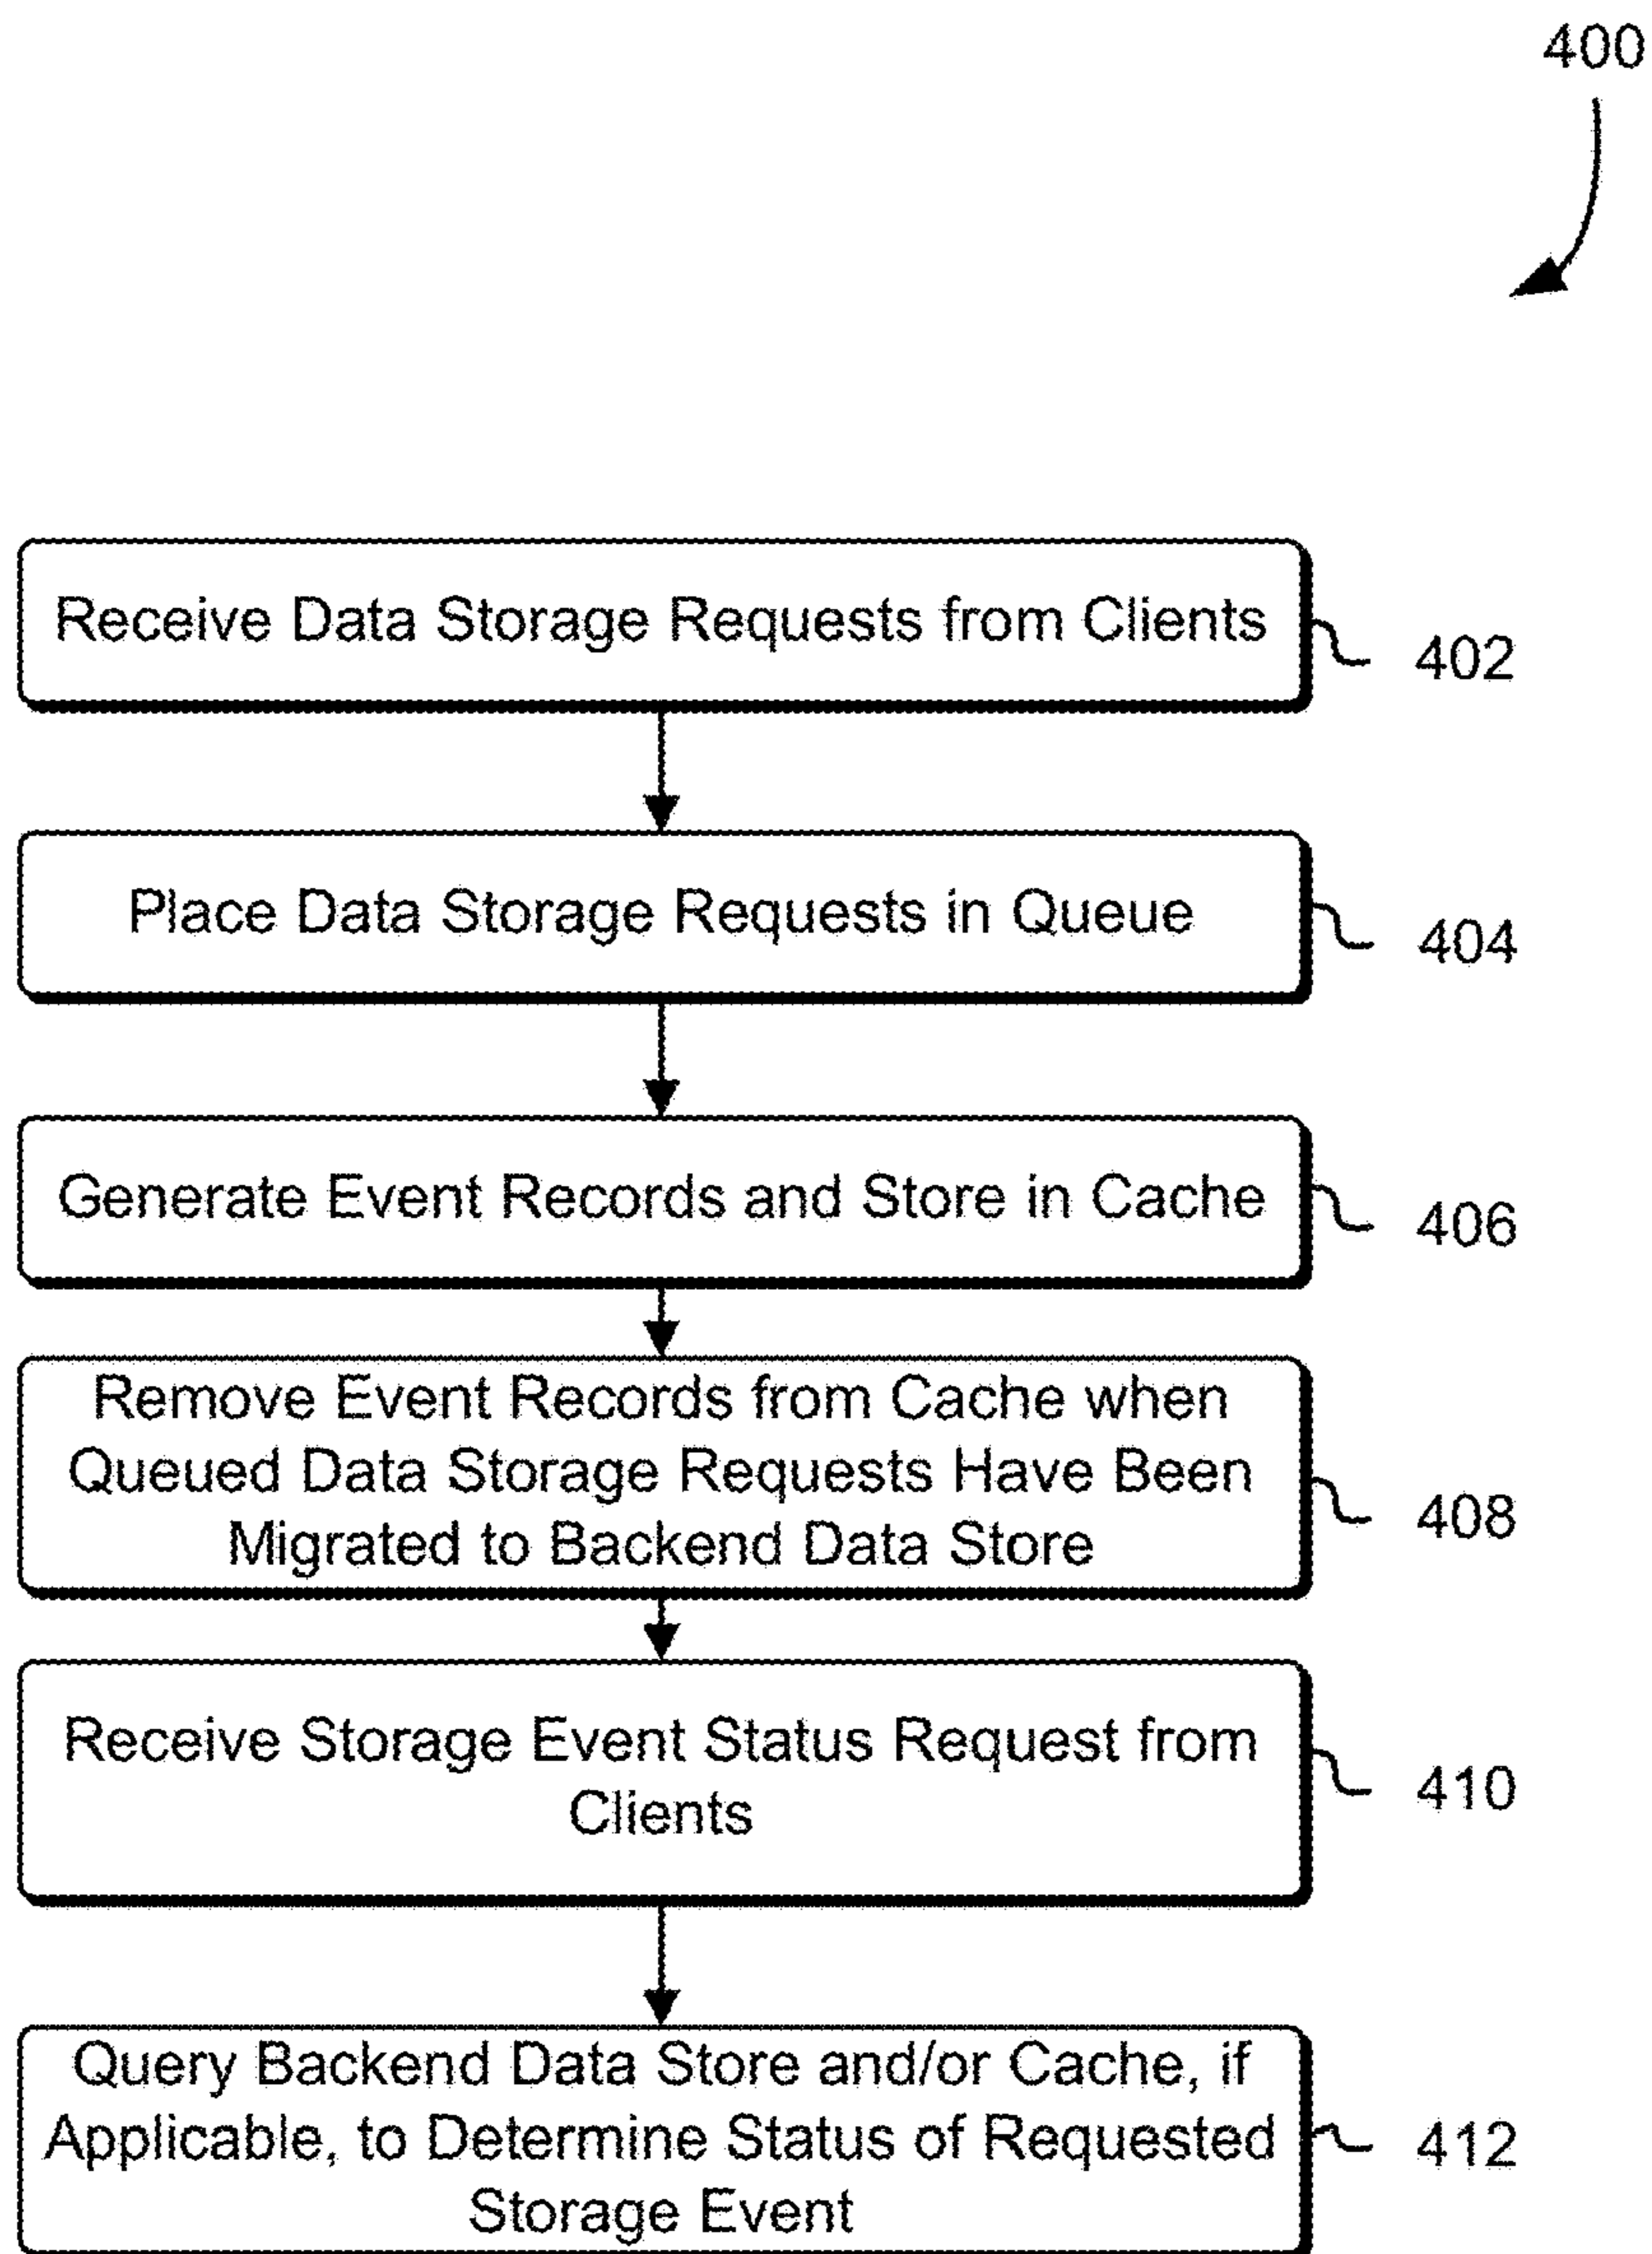 400
Receive Data Storage Requests from Clients
402
Place Data Storage Requests in Queue
404
Generate Event Records and Store in Cache
406
Remove Event Records from Cache when
Queued Data Storage Requests Have Been
Migrated to Backend Data Store
408
Receive Storage Event Status Request from
Clients
410
Query Backend Data Store and/or Cache, if
Applicable, to Determine Status of Requested
Storage Event
412